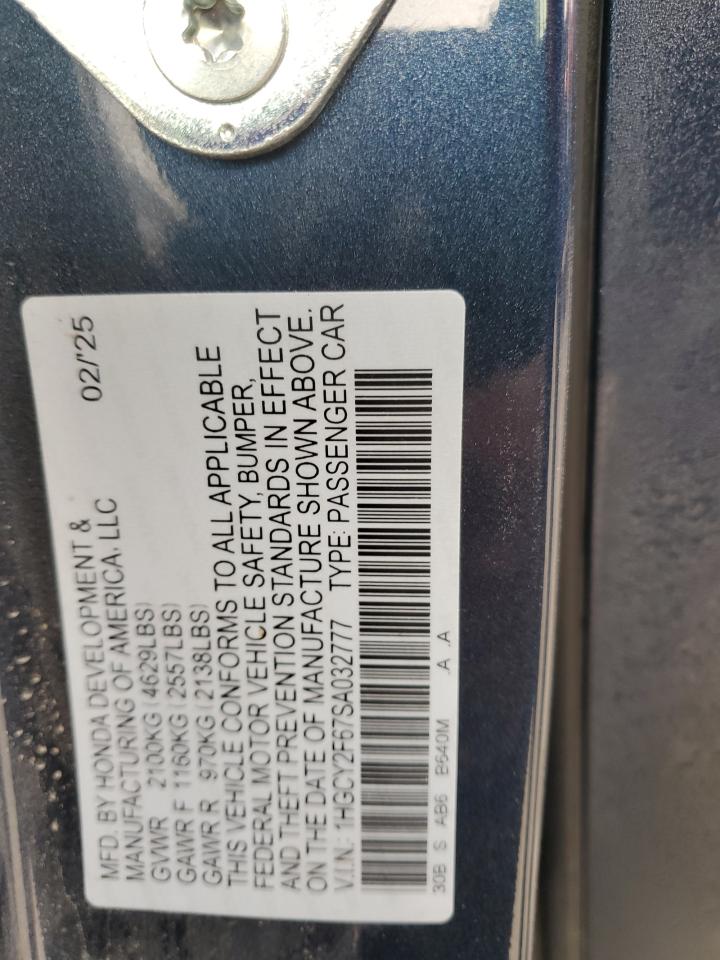 MFD. BY HONDA DEVELOPMENT & 02/'25
MANUFACTURING OF AMERICA, LLC
GVWR 2100KG(4629LBS)
GAWR F 1160KG(2557LBS)
GAWR R 970KG(2138LBS)
THIS VEHICLE CONFORMS TO ALL APPLICABLE
FEDERAL MOTOR VEHICLE SAFETY, BUMPER,
AND THEFT PREVENTION STANDARDS IN EFFECT
ON THE DATE OF MANUFACTURE SHOWN ABOVE.
V.I.N.: 1HGCY2F67SA032777 TYPE: PASSENGER CAR
30B S AB6 B640M .A .A